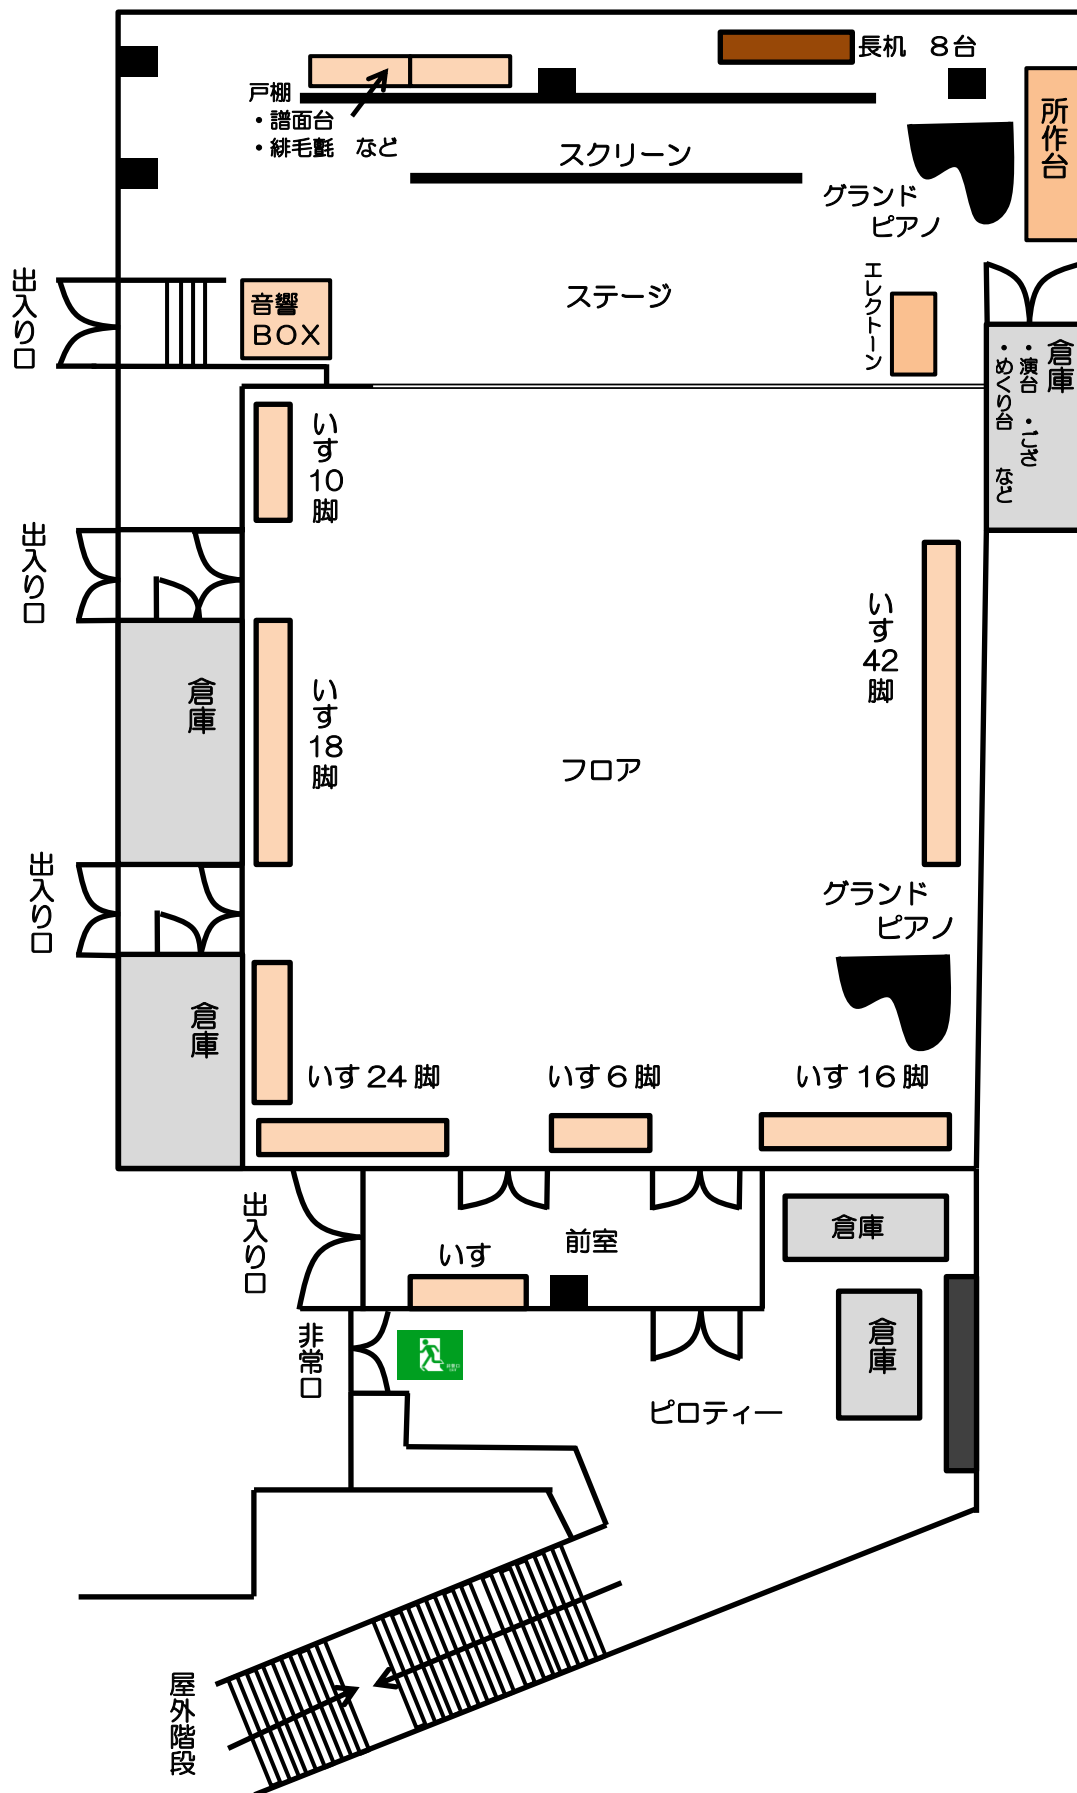 長机 8台
戸棚
・譜面台
・緋毛氈 など
所作台
スクリーン
グランド
ピアノ
出入り口
音響
BOX
ステージ
エレクトーン
倉庫
・演台 ・ござ
・めくり台 など
いす10脚
出入り口
いす42脚
倉庫
いす18脚
フロア
出入り口
グランド
ピアノ
倉庫
いす 24 脚
いす 6 脚
いす 16 脚
出入り口
前室
倉庫
いす
非常口
倉庫
ピロティー
屋外階段